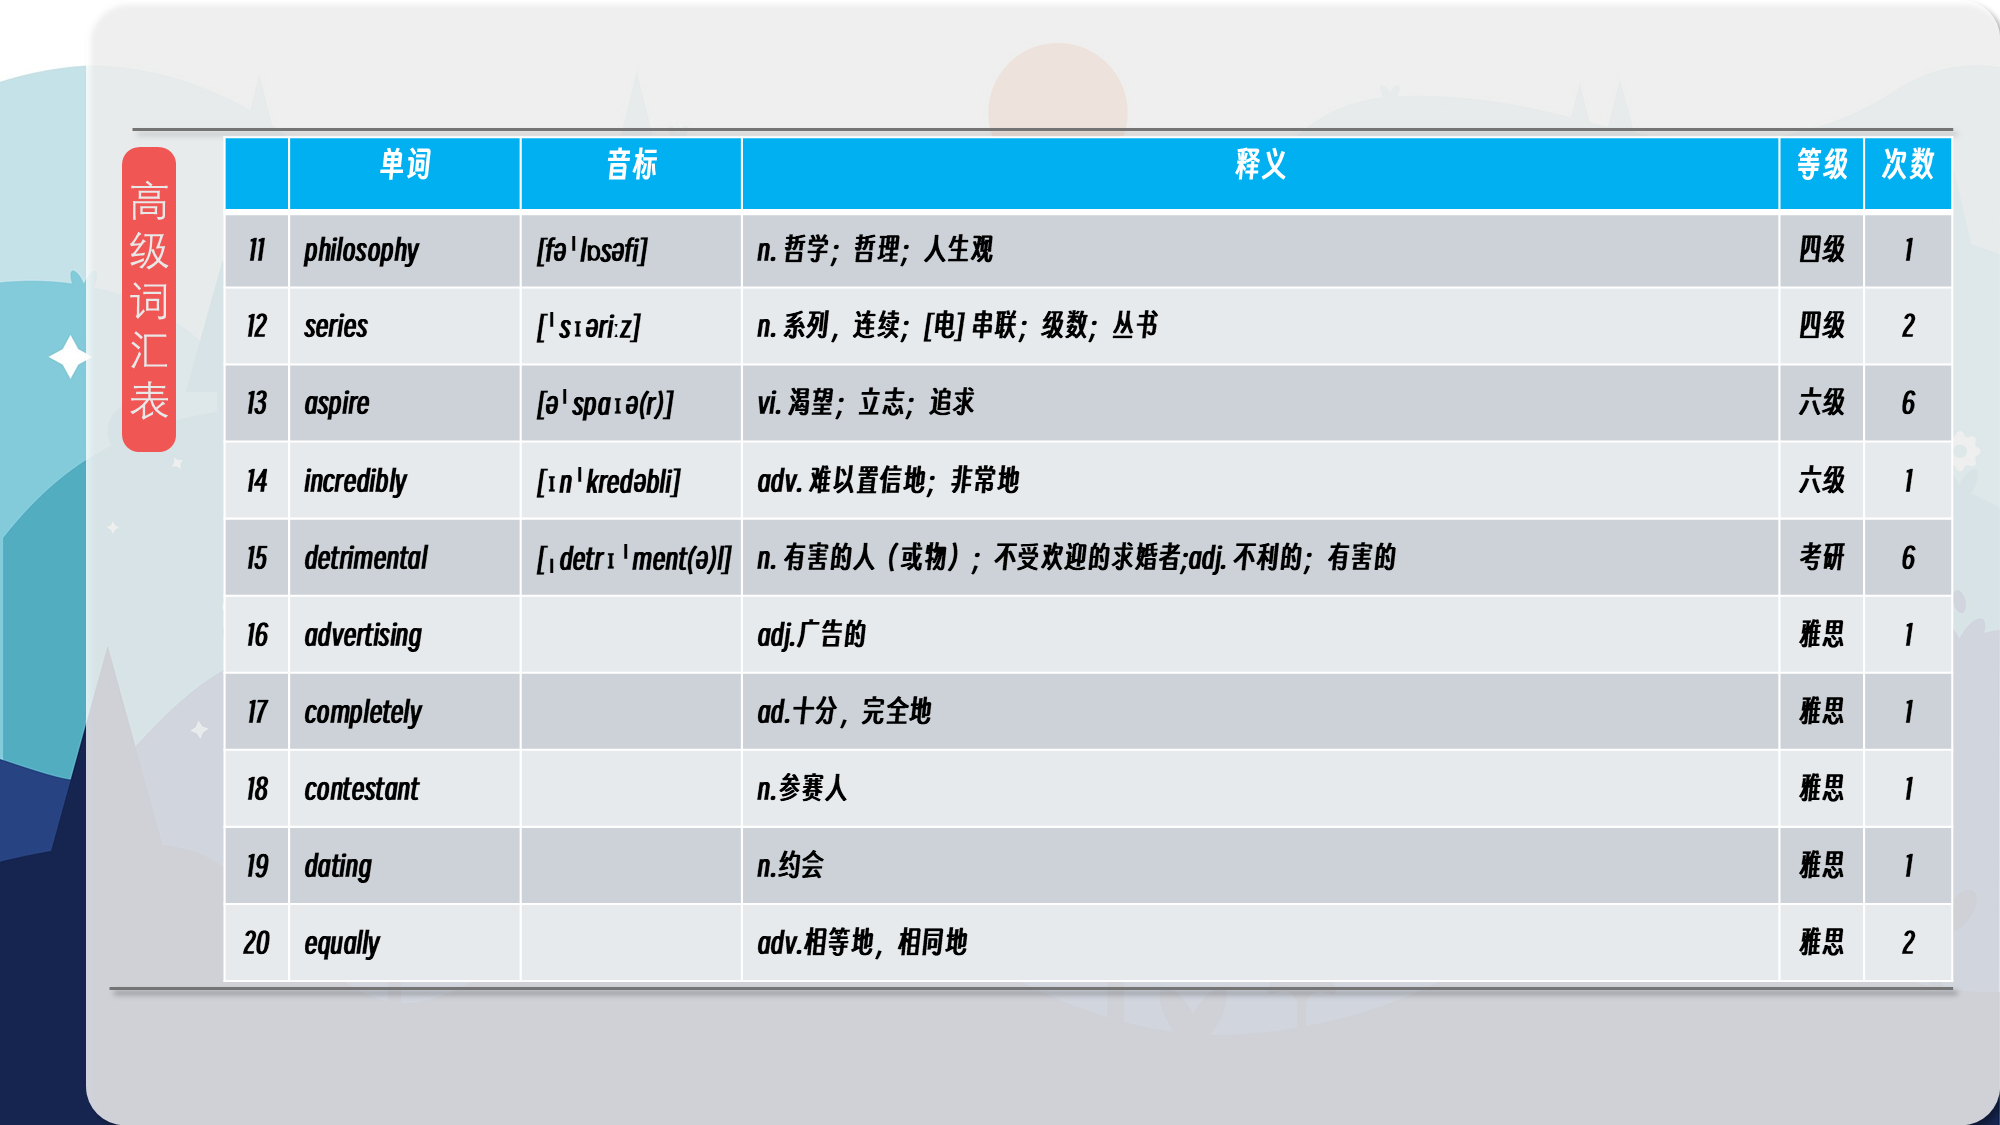 高级词汇表
单词 音标 释义 等级 次数
11 philosophy [fəˈlɒsəfi] n. 哲学；哲理；人生观 四级 1
12 series [ˈsɪəriːz] n. 系列，连续；[电] 串联；级数；丛书 四级 2
13 aspire [əˈspaɪə(r)] vi. 渴望；立志；追求 六级 6
14 incredibly [ɪnˈkredəbli] adv. 难以置信地；非常地 六级 1
15 detrimental [ˌdetrɪˈment(ə)l] n. 有害的人（或物）；不受欢迎的求婚者;adj. 不利的；有害的 考研 6
16 advertising adj.广告的 雅思 1
17 completely ad.十分，完全地 雅思 1
18 contestant n.参赛人 雅思 1
19 dating n.约会 雅思 1
20 equally adv.相等地，相同地 雅思 2